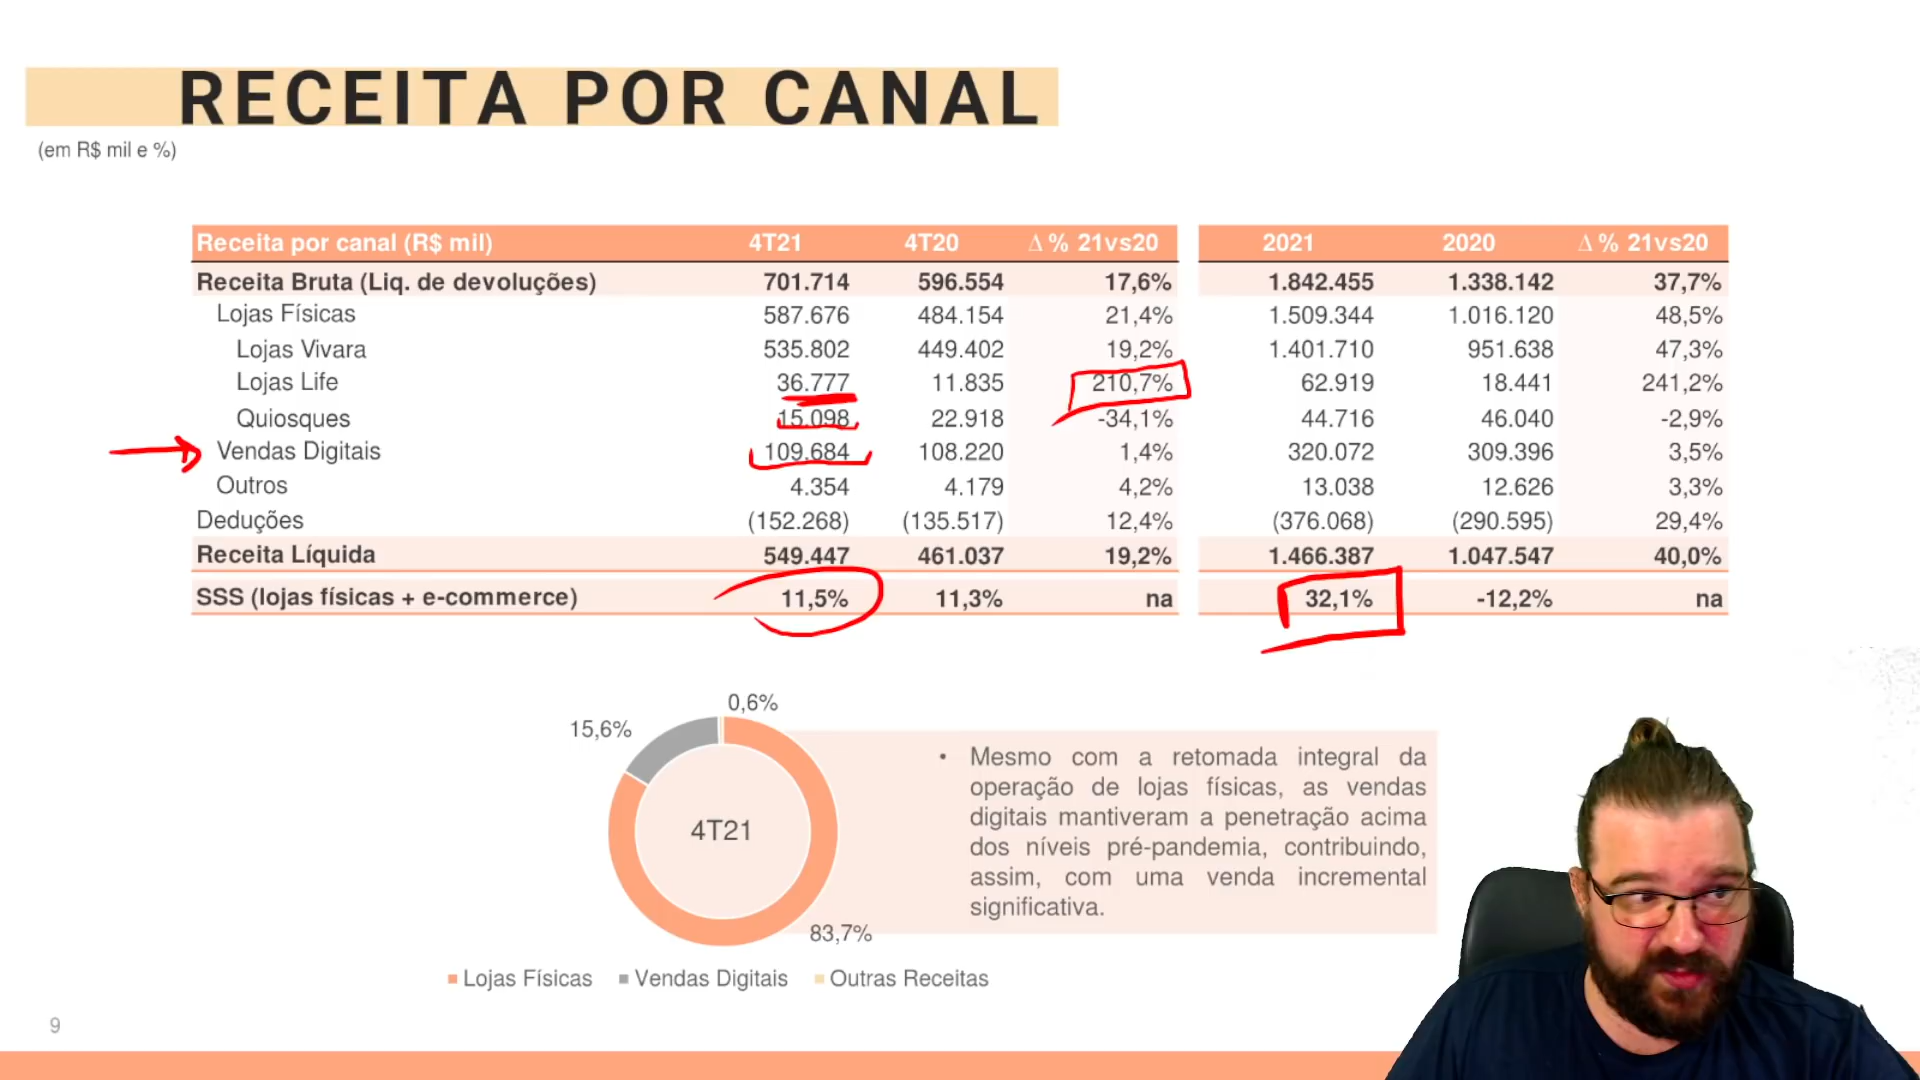 RECEITA POR CANAL
(em R$ mil e %)
Receita por canal (R$ mil) 4T21 4T20 Δ % 21vs20 2021 2020 Δ % 21vs20
Receita Bruta (Liq. de devoluções) 701.714 596.554 17,6% 1.842.455 1.338.142 37,7%
Lojas Físicas 587.676 484.154 21,4% 1.509.344 1.016.120 48,5%
Lojas Vivara 535.802 449.402 19,2% 1.401.710 951.638 47,3%
Lojas Life 36.777 11.835 210,7% 62.919 18.441 241,2%
Quiosques 15.098 22.918 -34,1% 44.716 46.040 -2,9%
Vendas Digitais 109.684 108.220 1,4% 320.072 309.396 3,5%
Outros 4.354 4.179 4,2% 13.038 12.626 3,3%
Deduções (152.268) (135.517) 12,4% (376.068) (290.595) 29,4%
Receita Líquida 549.447 461.037 19,2% 1.466.387 1.047.547 40,0%
SSS (lojas físicas + e-commerce) 11,5% 11,3% na 32,1% -12,2% na
0,6%
15,6%
4T21
83,7%
Lojas Físicas Vendas Digitais Outras Receitas
• Mesmo com a retomada integral da
operação de lojas físicas, as vendas
digitais mantiveram a penetração acima
dos níveis pré-pandemia, contribuindo,
assim, com uma venda incremental
significativa.
9